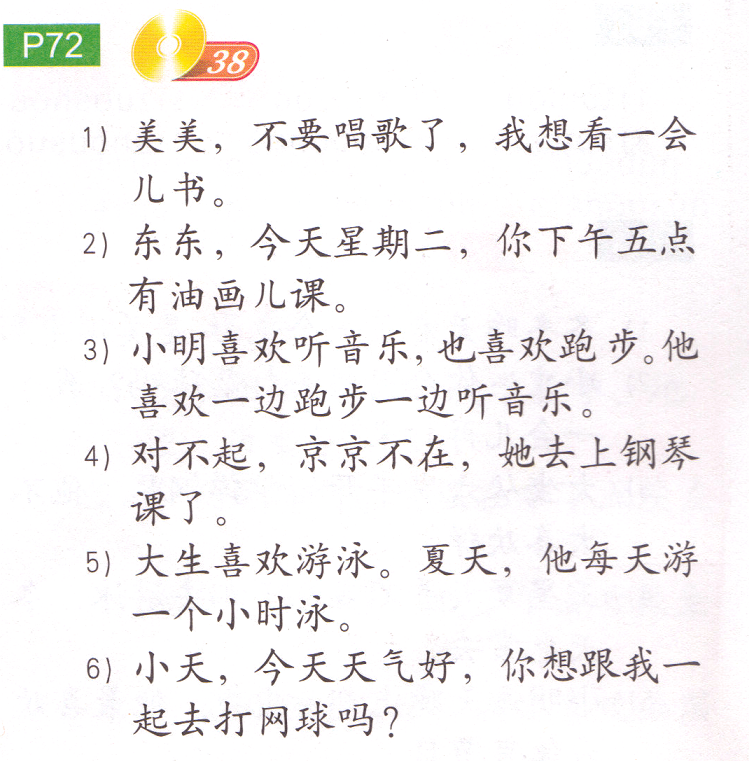 P72
38
1) 美美，不要唱歌了，我想看一会
儿书。
2) 东东，今天星期二，你下午五点
有油画儿课。
3) 小明喜欢听音乐，也喜欢跑步。他
喜欢一边跑步一边听音乐。
4) 对不起，京京不在，她去上钢琴
课了。
5) 大生喜欢游泳。夏天，他每天游
一个小时泳。
6) 小天，今天天气好，你想跟我一
起去打网球吗？